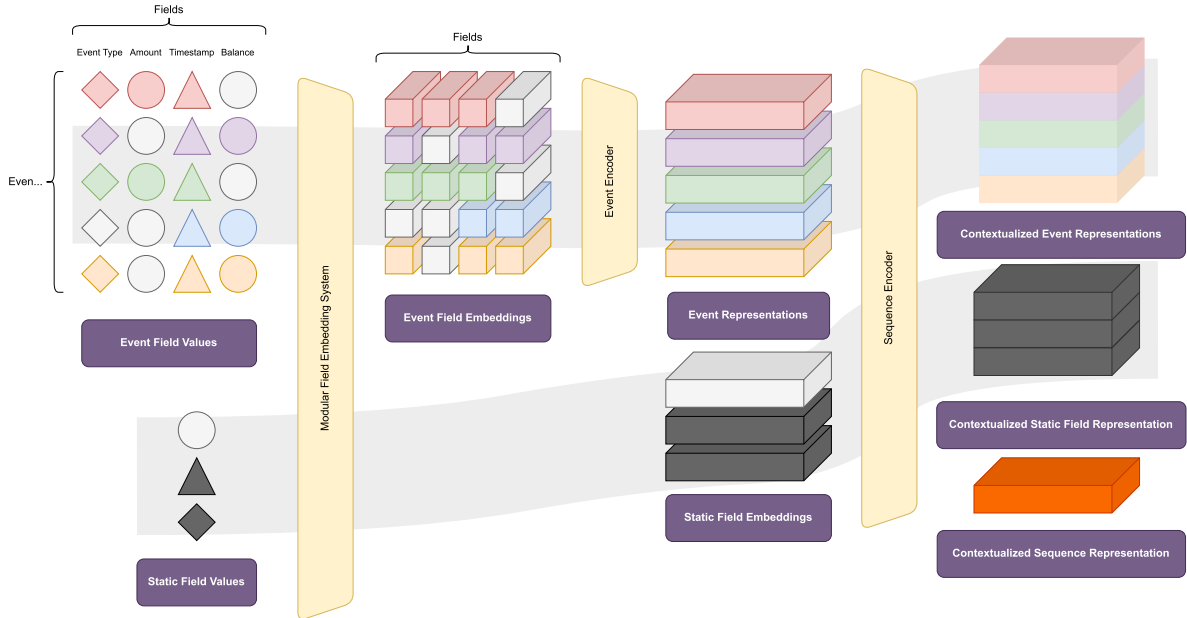 Fields
Event Type Amount Timestamp Balance
Even...
Event Field Values
Static Field Values
Modular Field Embedding System
Fields
Event Field Embeddings
Event Encoder
Event Representations
Static Field Embeddings
Sequence Encoder
Contextualized Event Representations
Contextualized Static Field Representation
Contextualized Sequence Representation